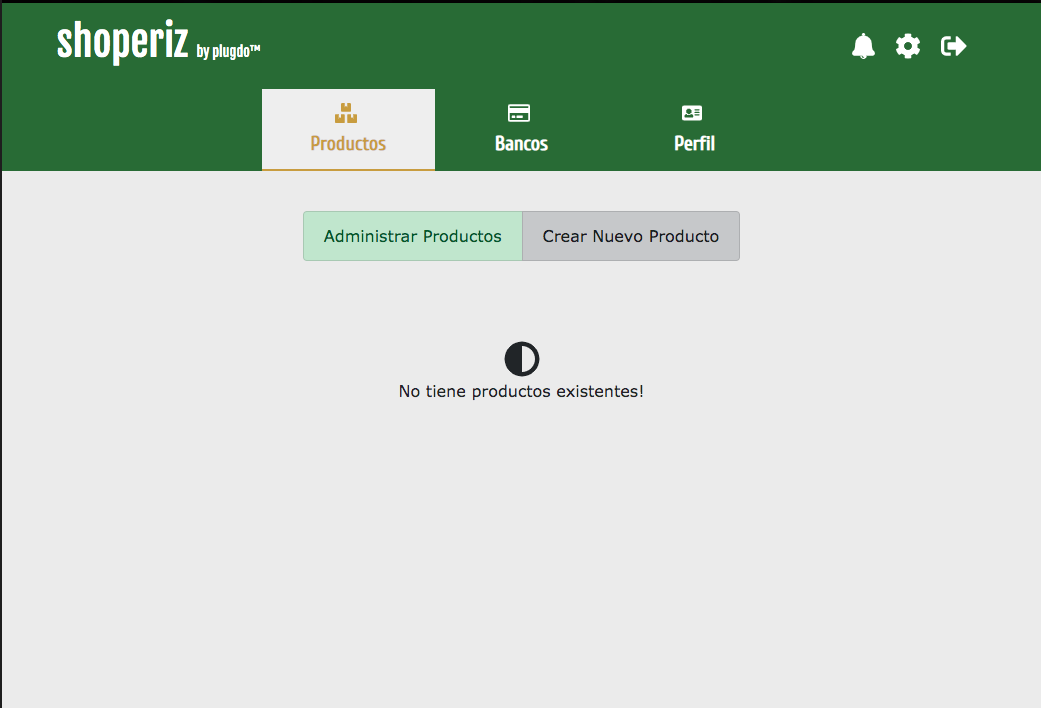 shoperiz by plugdo™
Productos
Bancos
Perfil
Administrar Productos
Crear Nuevo Producto
No tiene productos existentes!